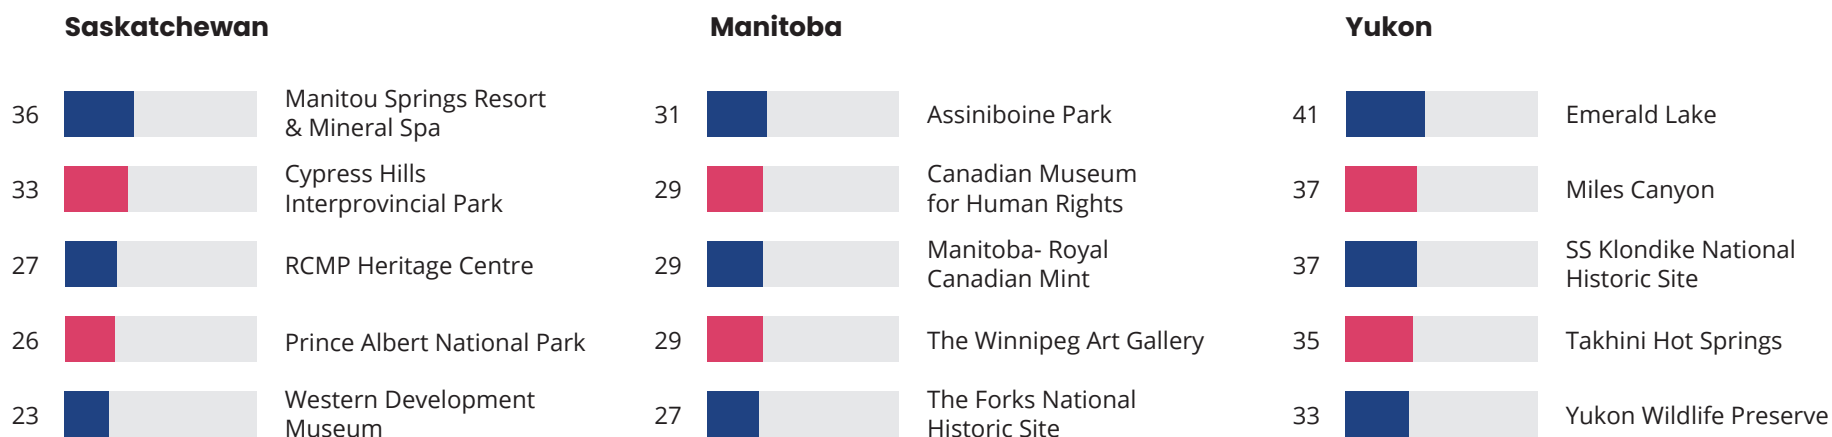 Saskatchewan
36
Manitou Springs Resort
& Mineral Spa
33
Cypress Hills
Interprovincial Park
27
RCMP Heritage Centre
26
Prince Albert National Park
23
Western Development
Museum
Manitoba
31
Assiniboine Park
29
Canadian Museum
for Human Rights
29
Manitoba- Royal
Canadian Mint
29
The Winnipeg Art Gallery
27
The Forks National
Historic Site
Yukon
41
Emerald Lake
37
Miles Canyon
37
SS Klondike National
Historic Site
35
Takhini Hot Springs
33
Yukon Wildlife Preserve